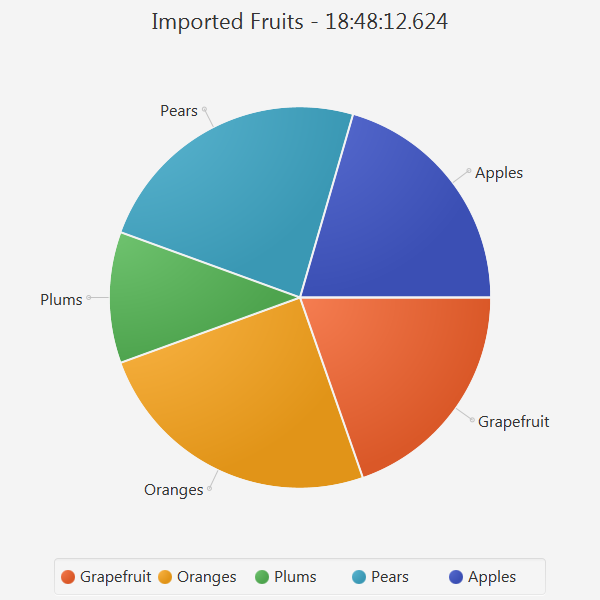 Imported Fruits - 18:48:12.624
Pears
Apples
Plums
Grapefruit
Oranges
Grapefruit Oranges Plums Pears Apples